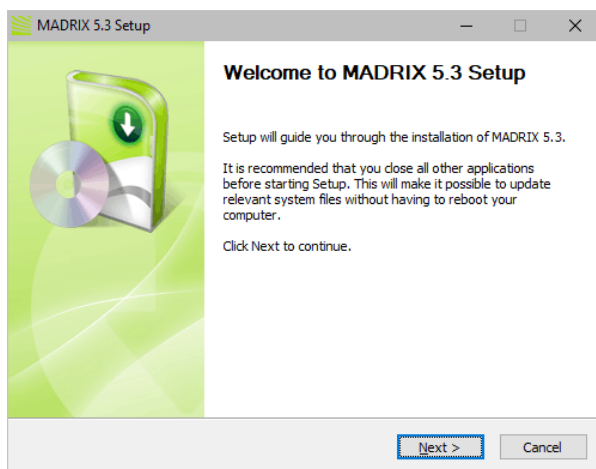 MADRIX 5.3 Setup
Welcome to MADRIX 5.3 Setup
Setup will guide you through the installation of MADRIX 5.3.
It is recommended that you close all other applications
before starting Setup. This will make it possible to update
relevant system files without having to reboot your
computer.
Click Next to continue.
Next >
Cancel